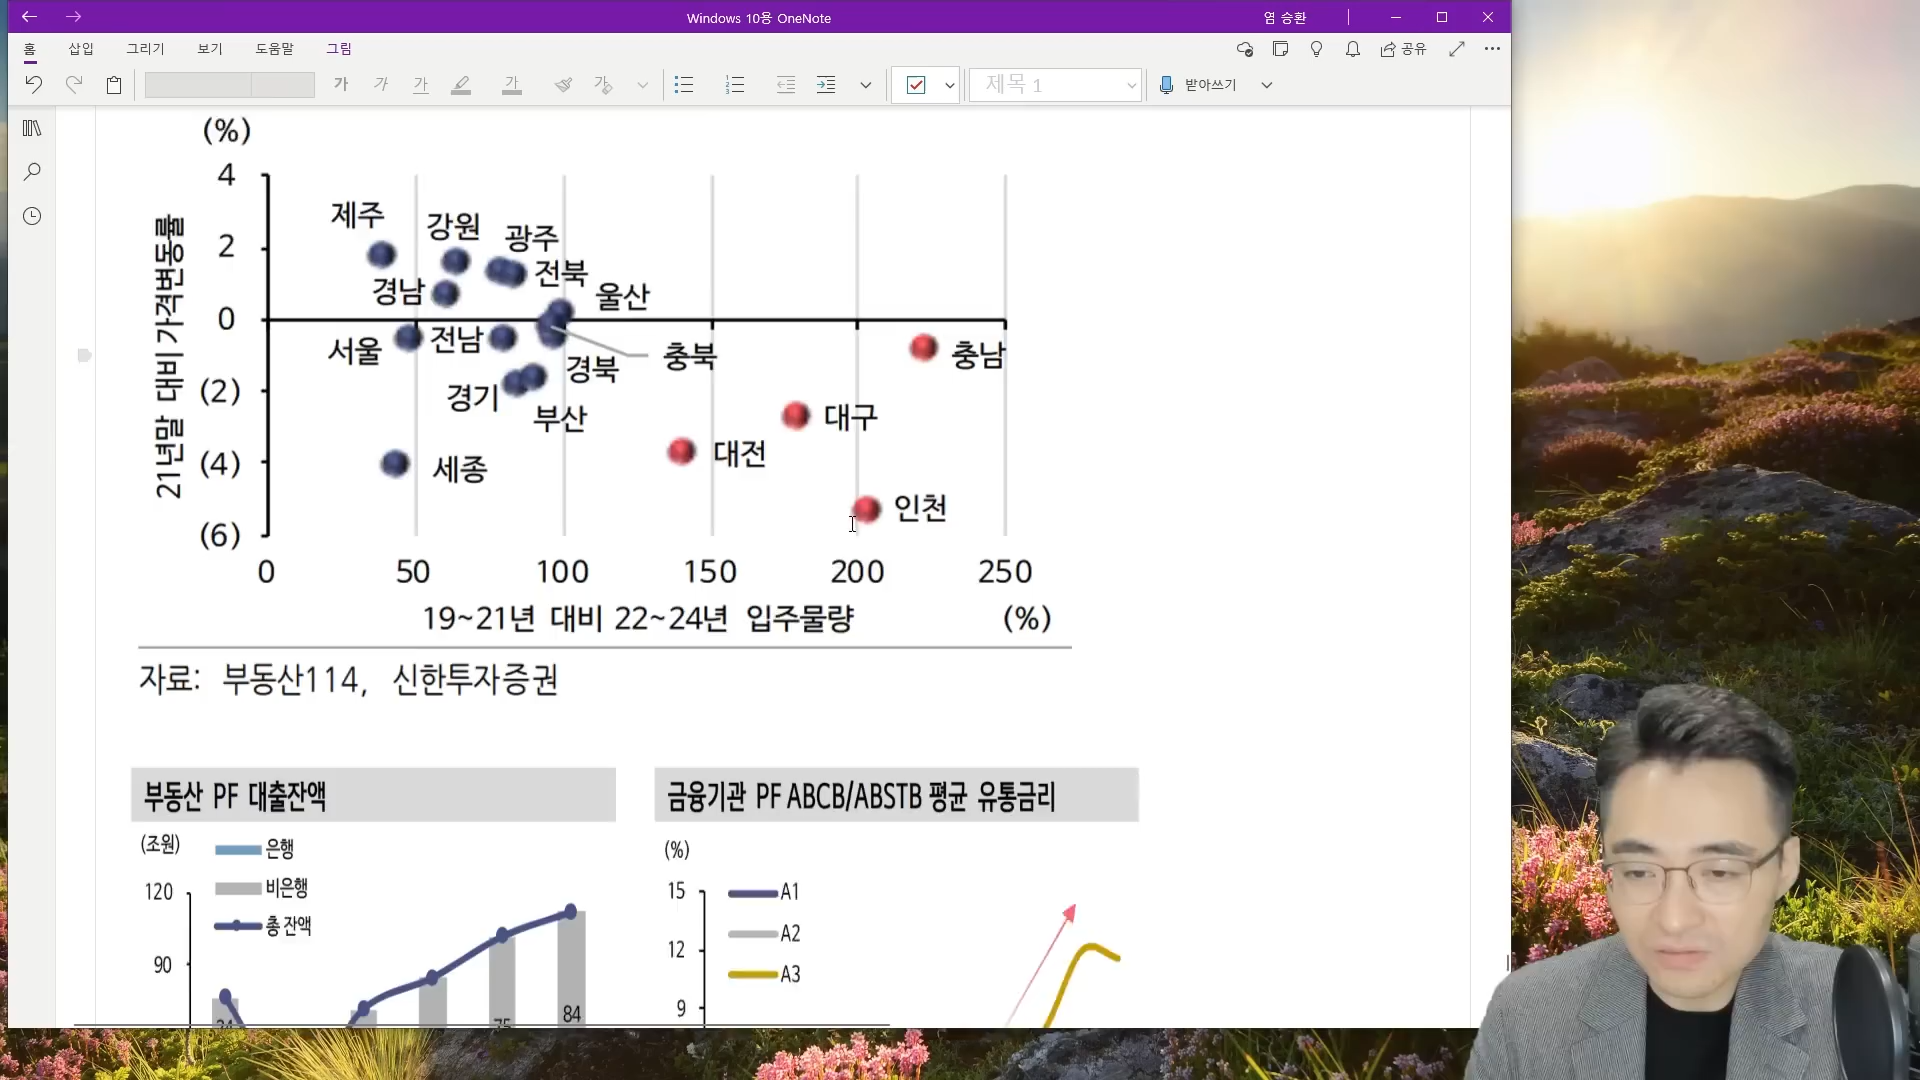 Windows 10용 OneNote
염 승환
홈 삽입 그리기 보기 도움말 그림
공유
가 가 가 가 가
제목 1
받아쓰기
(%)
4
2
0
(2)
(4)
(6)
21년말 대비 가격변동률
제주
강원
광주
전북
경남
울산
서울
전남
충북
충남
경북
경기
부산
대구
대전
세종
인천
0 50 100 150 200 250
19~21년 대비 22~24년 입주물량 (%)
자료: 부동산114, 신한투자증권
부동산 PF 대출잔액
(조원)
은행
비은행
총 잔액
120
90
75
84
금융기관 PF ABCB/ABSTB 평균 유통금리
(%)
15
12
9
A1
A2
A3